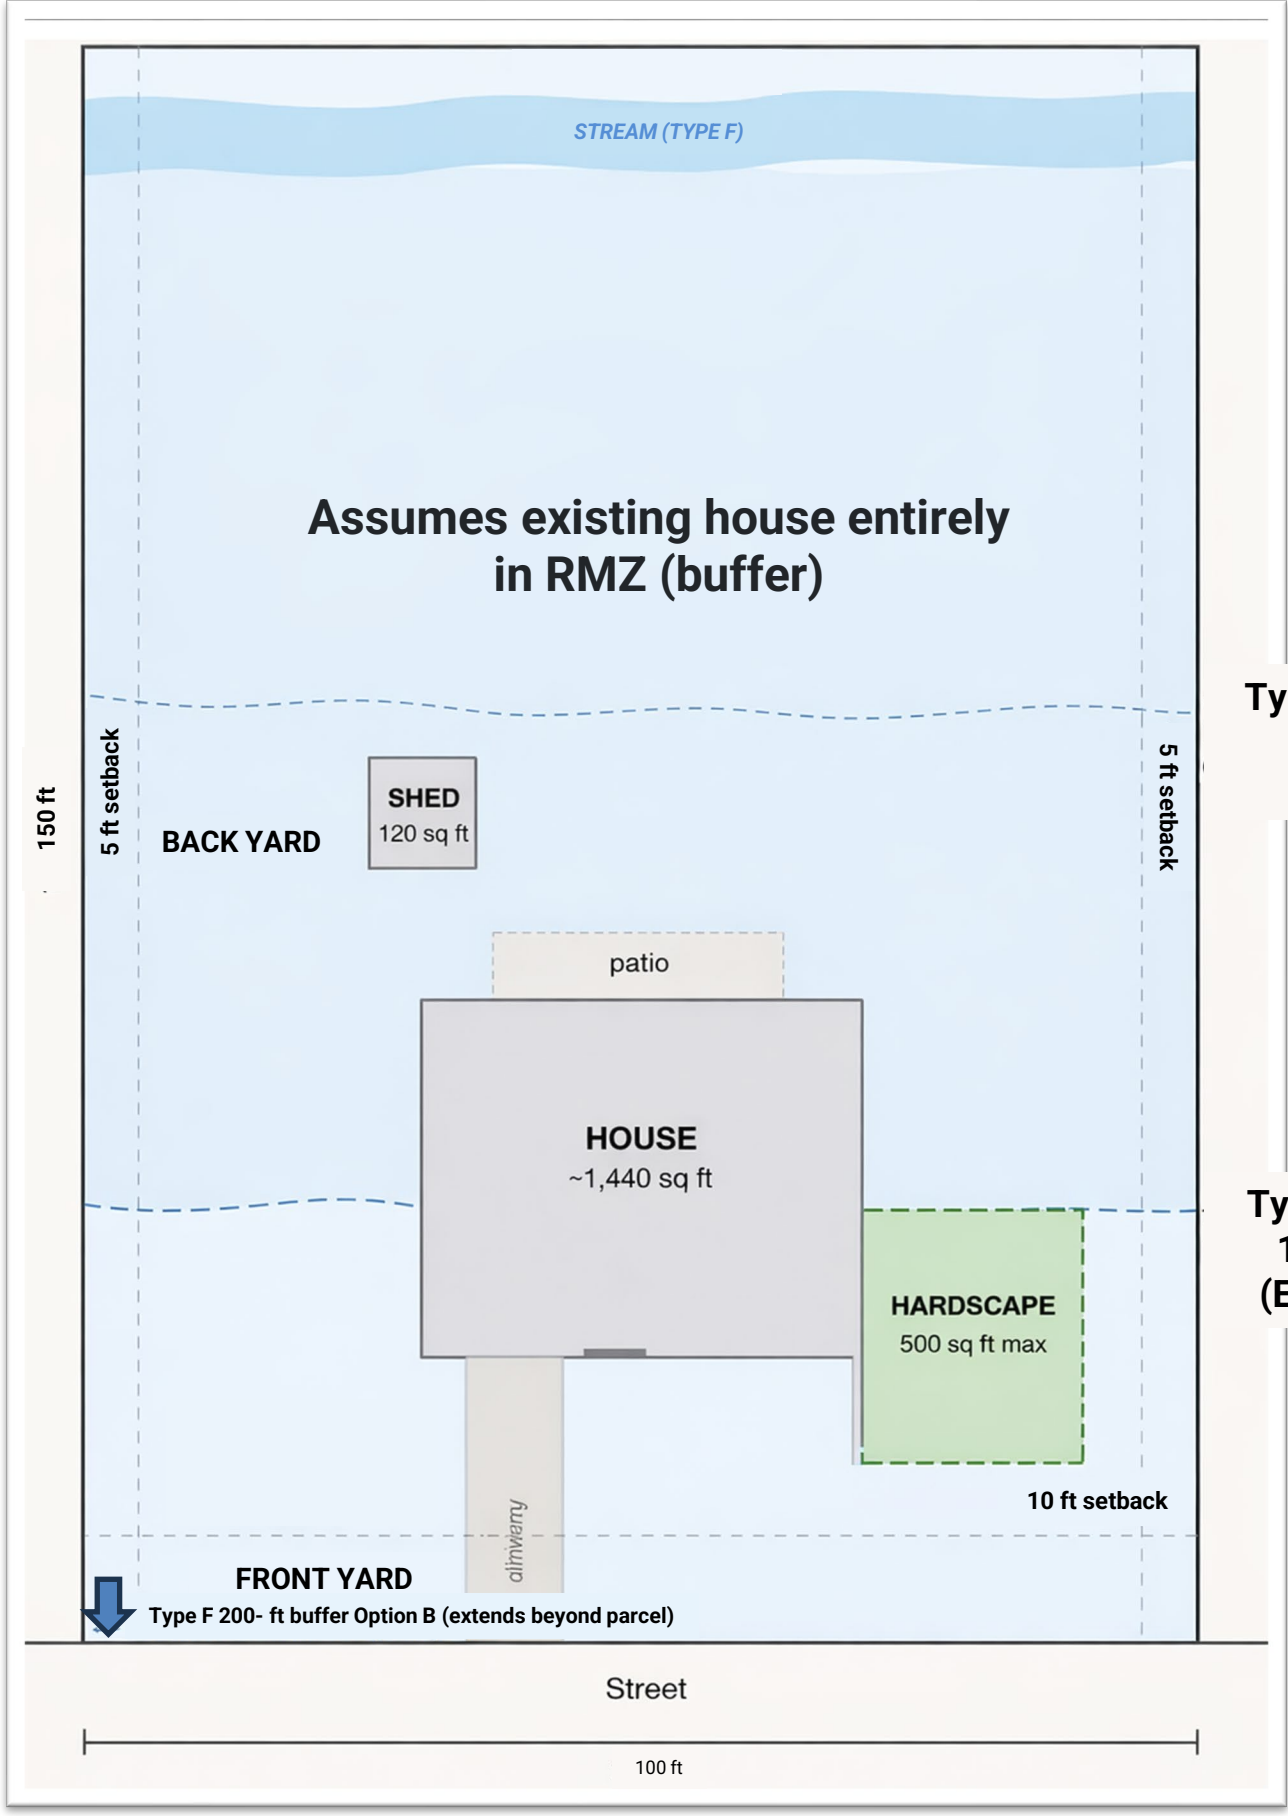 STREAM (TYPE F)
Assumes existing house entirely
in RMZ (buffer)
Ty
150 ft
5 ft setback
5 ft setback
SHED
120 sq ft
BACK YARD
patio
HOUSE
~1,440 sq ft
Ty
1
(E
HARDSCAPE
500 sq ft max
10 ft setback
FRONT YARD
Type F 200- ft buffer Option B (extends beyond parcel)
Street
100 ft